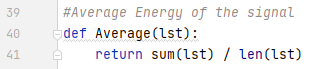 39 #Average Energy of the signal
40 def Average(lst):
41     return sum(lst) / len(lst)